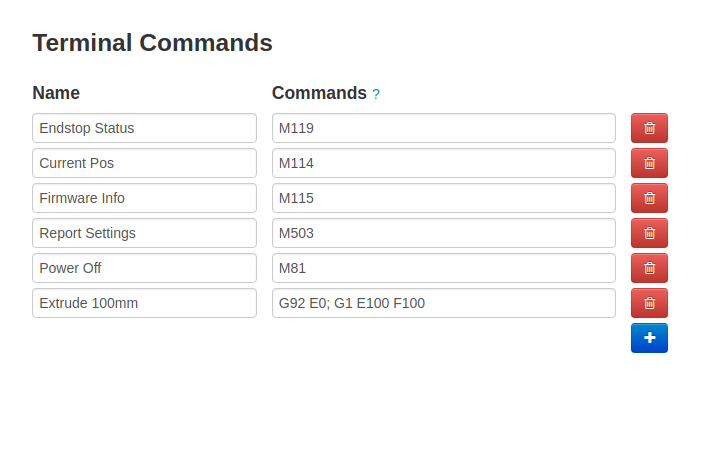 Terminal Commands
Name Commands ?
Endstop Status M119
Current Pos M114
Firmware Info M115
Report Settings M503
Power Off M81
Extrude 100mm G92 E0; G1 E100 F100